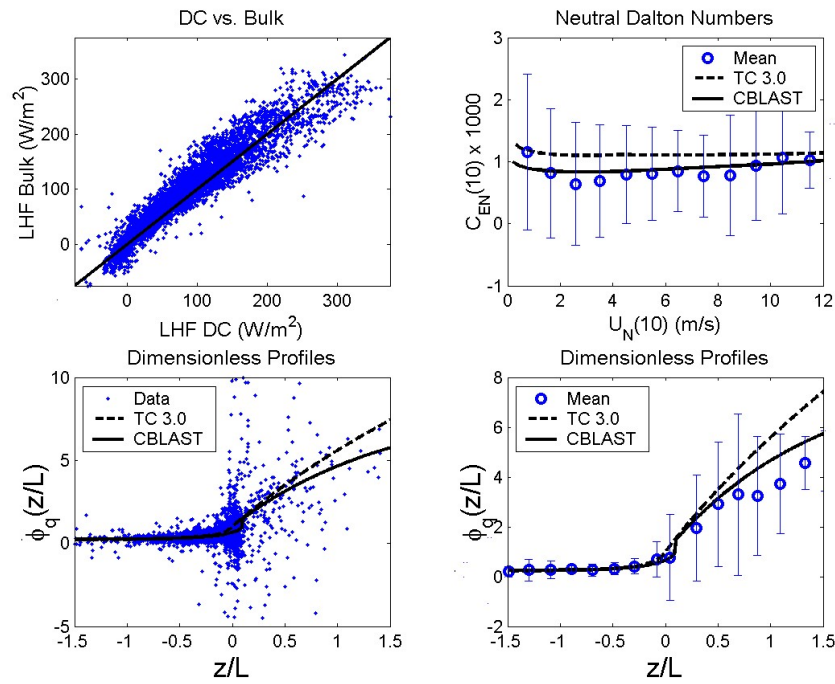 DC vs. Bulk
LHF Bulk (W/m²)
300
200
100
0
0
100
200
300
LHF DC (W/m²)
Neutral Dalton Numbers
C_EN(10) x 1000
3
2
1
0
-1
Mean
TC 3.0
CBLAST
0
2
4
6
8
10
12
U_N(10) (m/s)
Dimensionless Profiles
ϕ_q(z/L)
10
5
0
-5
Data
TC 3.0
CBLAST
-1.5
-1
-0.5
0
0.5
1
1.5
z/L
Dimensionless Profiles
ϕ_q(z/L)
8
6
4
2
0
-2
Mean
TC 3.0
CBLAST
-1.5
-1
-0.5
0
0.5
1
1.5
z/L